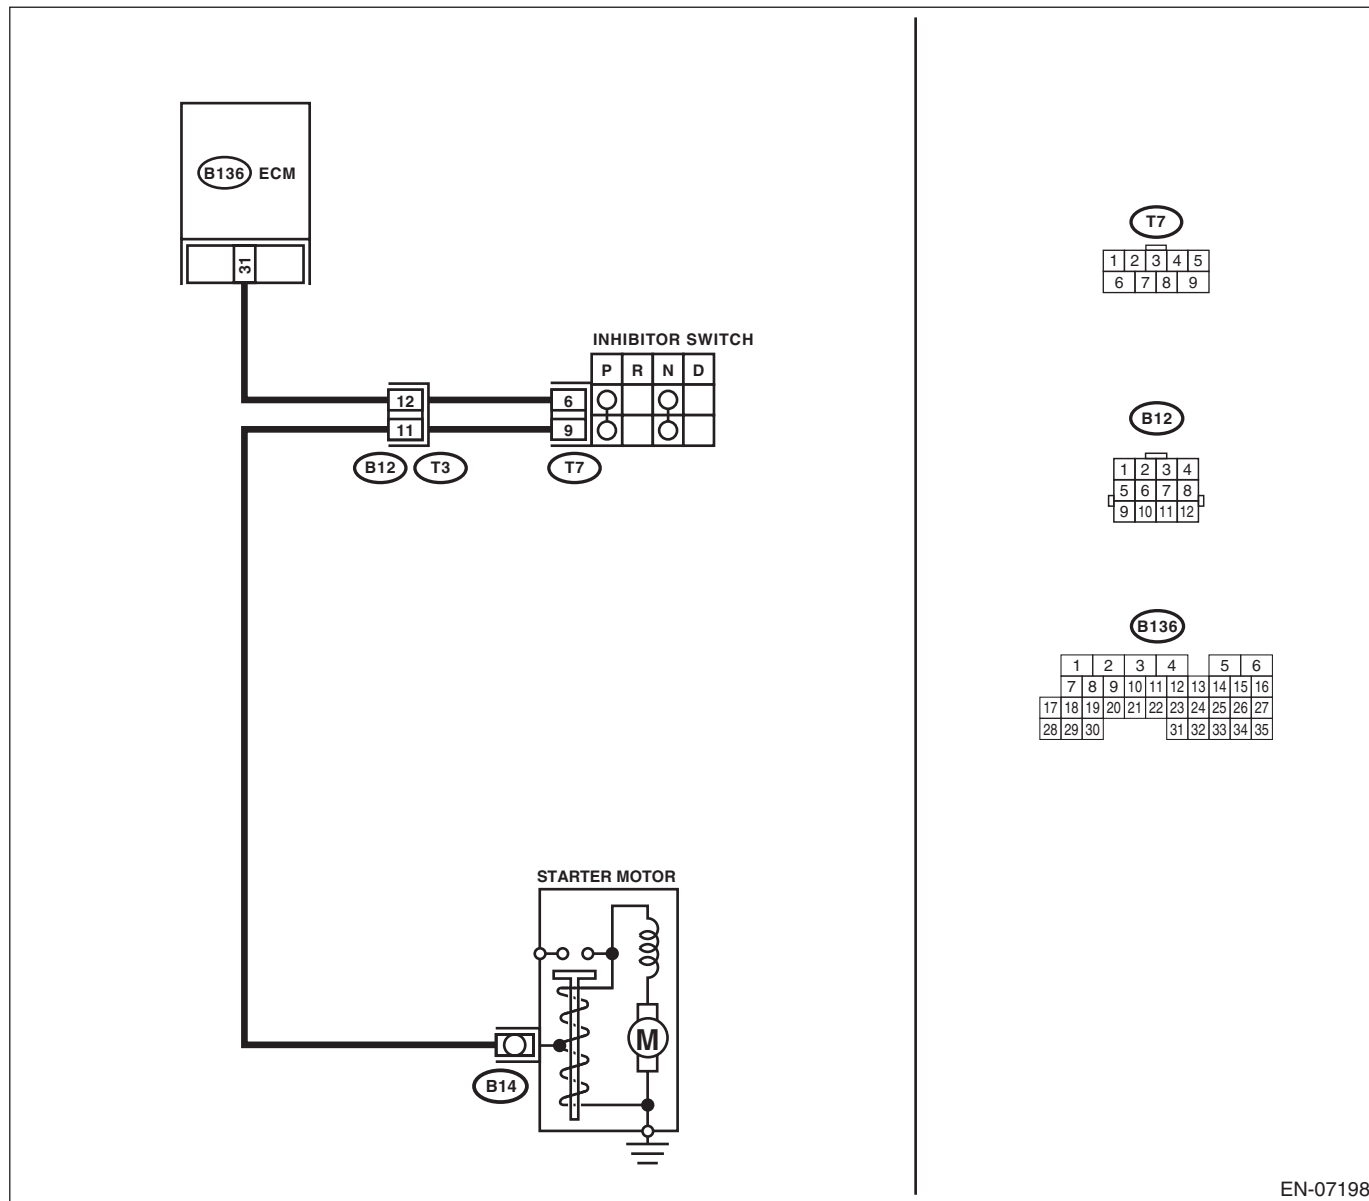 B136 ECM
31
INHIBITOR SWITCH
P R N D
12 6
11 9
B12 T3 T7
STARTER MOTOR
M
B14
T7
1 2 3 4 5
6 7 8 9
B12
1 2 3 4
5 6 7 8
9 10 11 12
B136
1 2 3 4 5 6
7 8 9 10 11 12 13 14 15 16
17 18 19 20 21 22 23 24 25 26 27
28 29 30 31 32 33 34 35
EN-07198